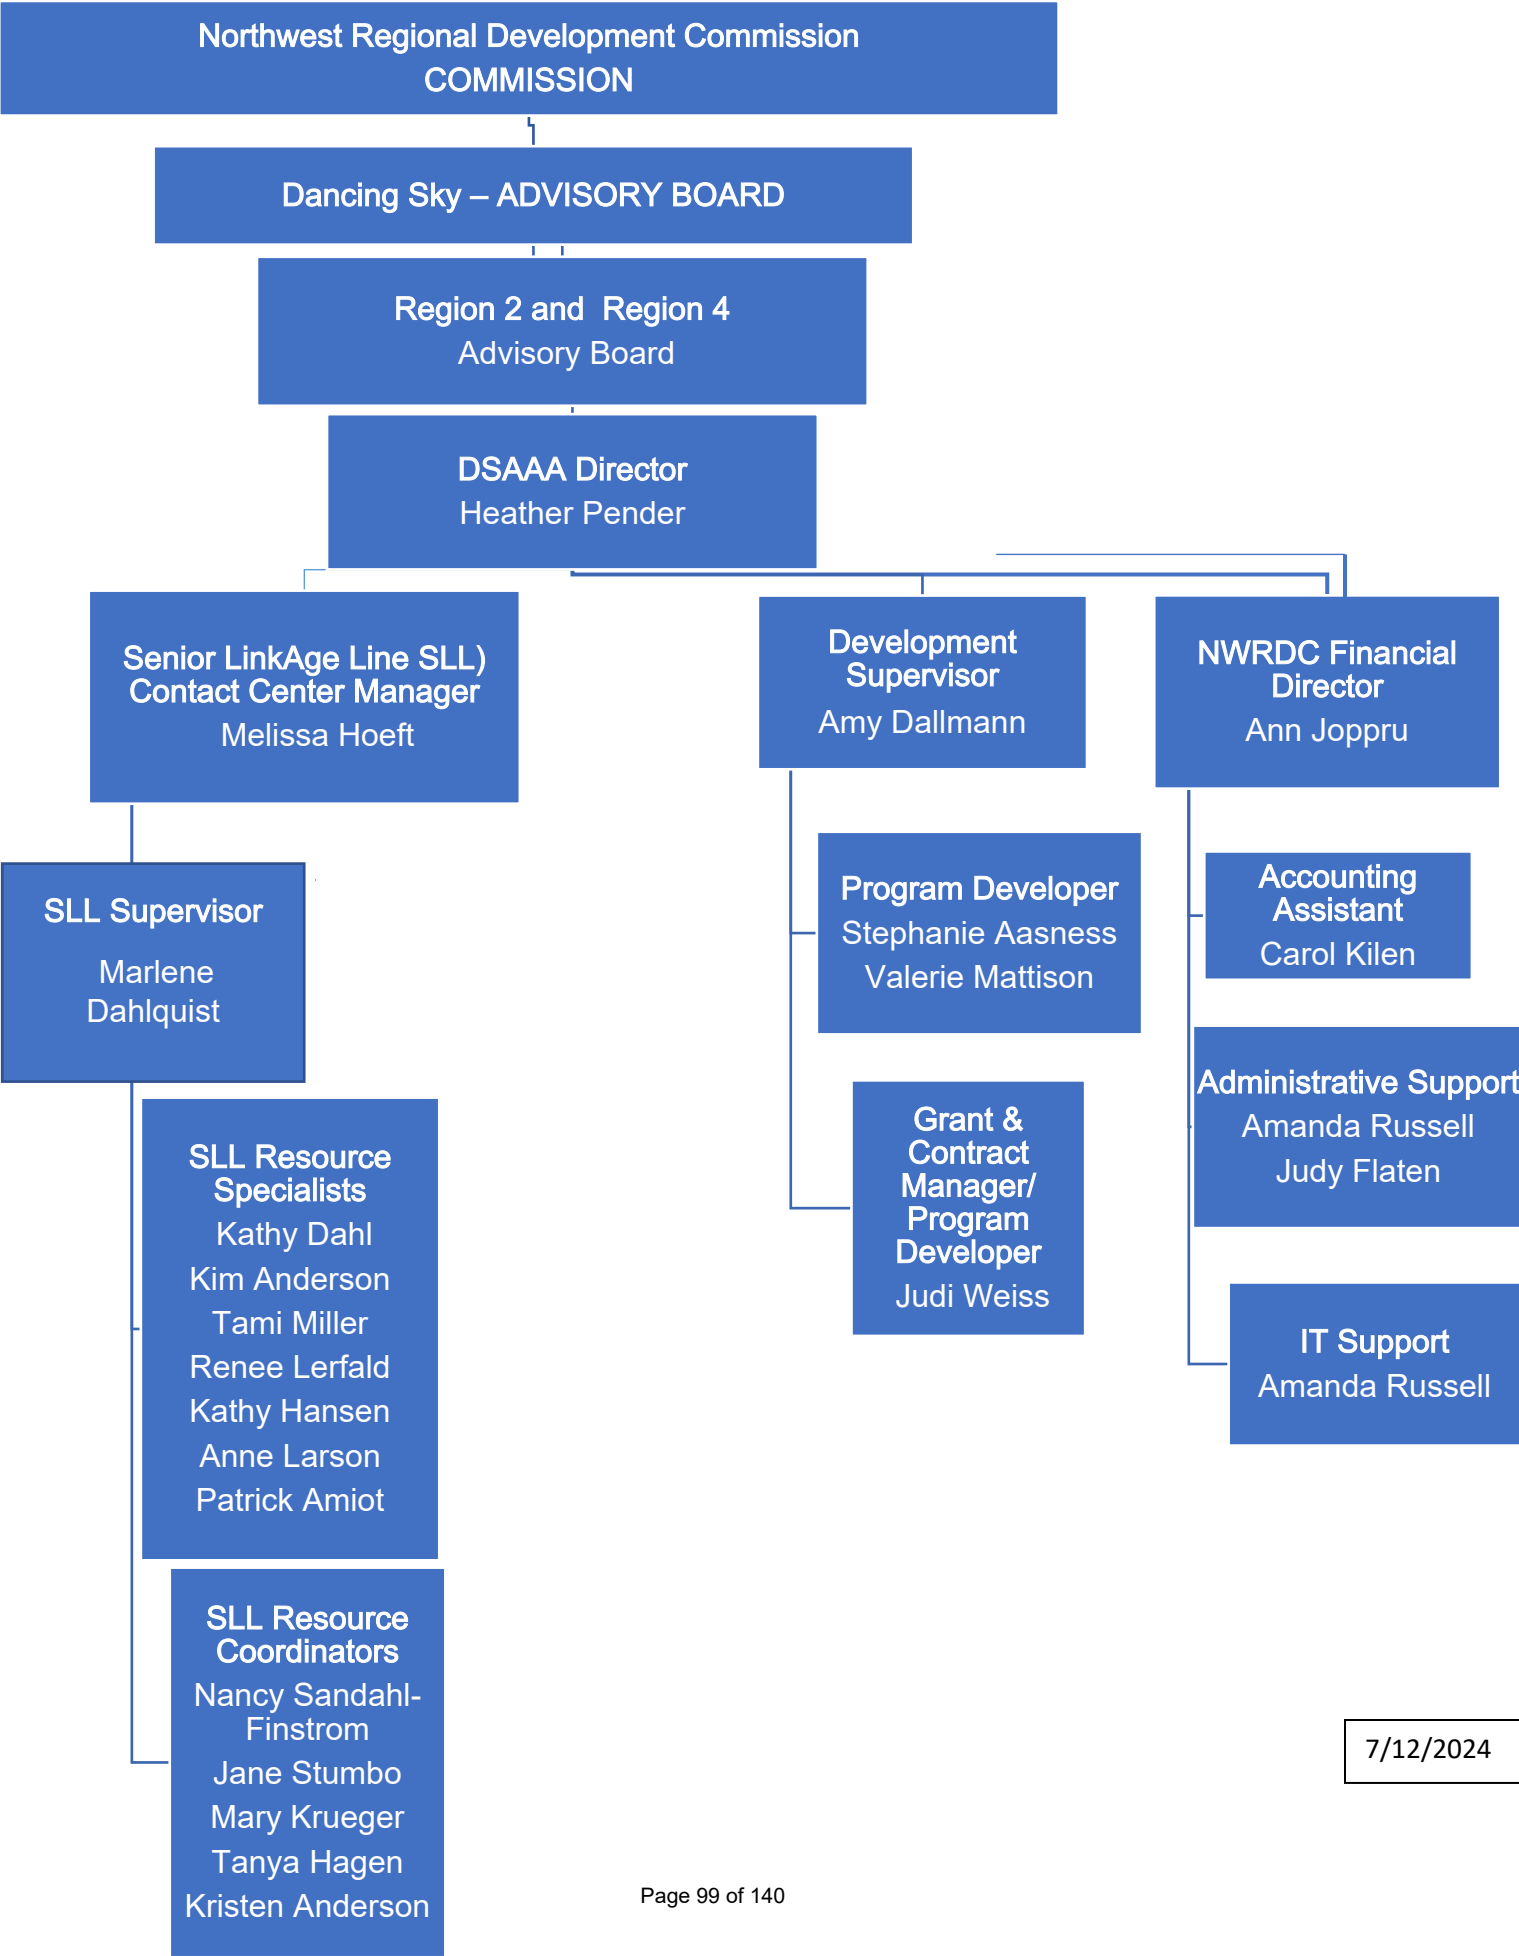 Northwest Regional Development Commission
COMMISSION
Dancing Sky – ADVISORY BOARD
Region 2 and  Region 4
Advisory Board
DSAAA Director
Heather Pender
Senior LinkAge Line SLL)
Contact Center Manager
Melissa Hoeft
Development
Supervisor
Amy Dallmann
NWRDC Financial
Director
Ann Joppru
SLL Supervisor
Marlene
Dahlquist
Program Developer
Stephanie Aasness
Valerie Mattison
Accounting
Assistant
Carol Kilen
Administrative Support
Amanda Russell
Judy Flaten
Grant &
Contract
Manager/
Program
Developer
Judi Weiss
IT Support
Amanda Russell
SLL Resource
Specialists
Kathy Dahl
Kim Anderson
Tami Miller
Renee Lerfald
Kathy Hansen
Anne Larson
Patrick Amiot
SLL Resource
Coordinators
Nancy Sandahl-
Finstrom
Jane Stumbo
Mary Krueger
Tanya Hagen
Kristen Anderson
7/12/2024
Page 99 of 140